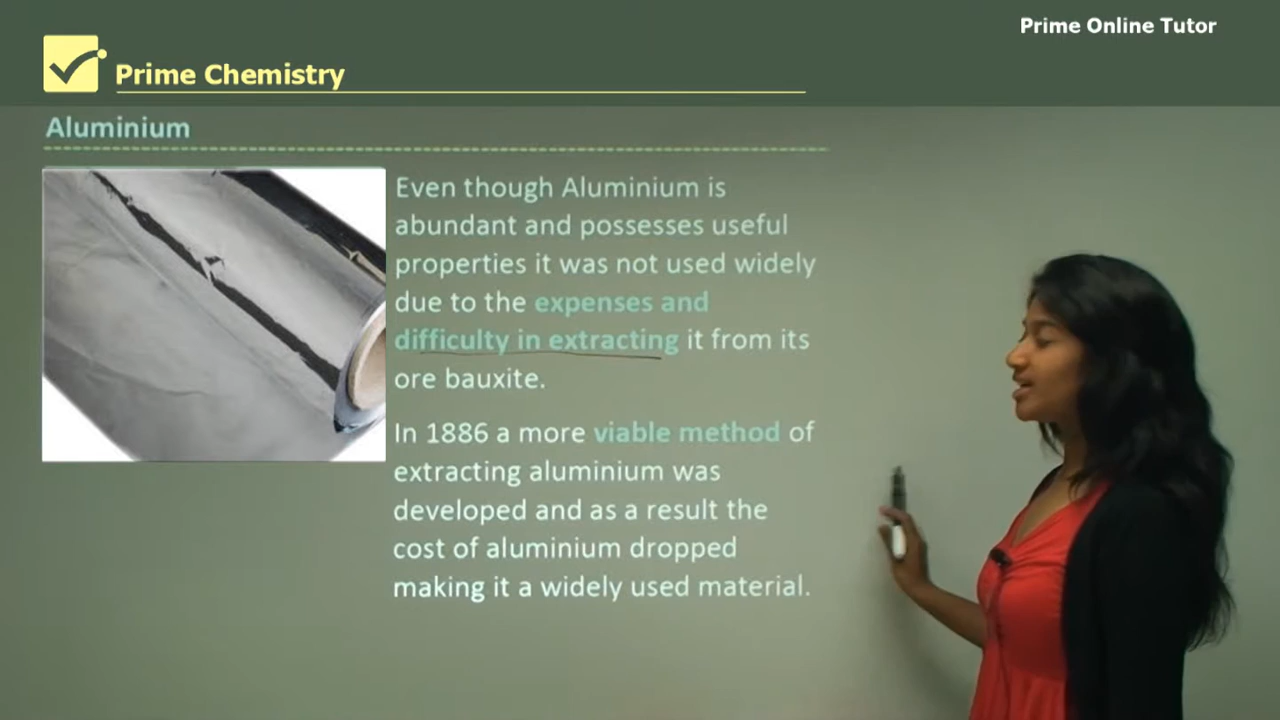 Prime Online Tutor
Prime Chemistry
Aluminium
Even though Aluminium is
abundant and possesses useful
properties it was not used widely
due to the expenses and
difficulty in extracting it from its
ore bauxite.
In 1886 a more viable method of
extracting aluminium was
developed and as a result the
cost of aluminium dropped
making it a widely used material.